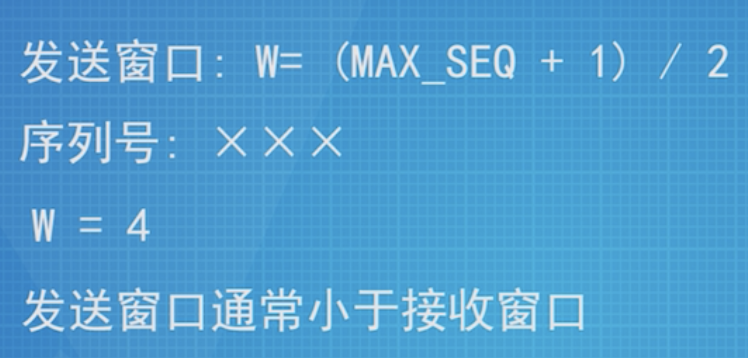 发送窗口: W= (MAX_SEQ + 1) / 2
序列号: ×××
W = 4
发送窗口通常小于接收窗口